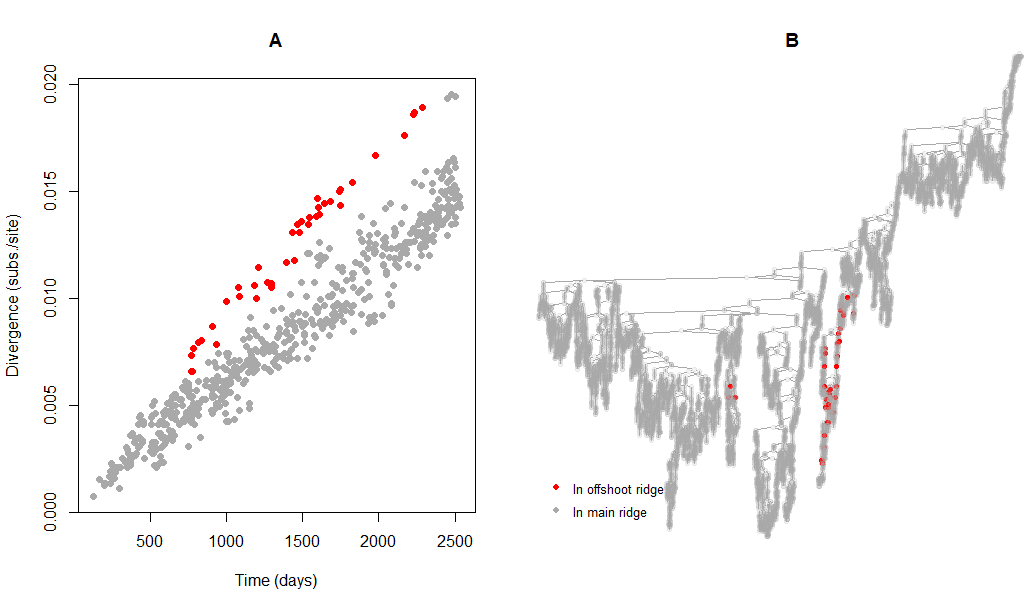 A
B
0.020
0.015
0.010
0.005
0.000
Divergence (subs./site)
500
1000
1500
2000
2500
Time (days)
In offshoot ridge
In main ridge